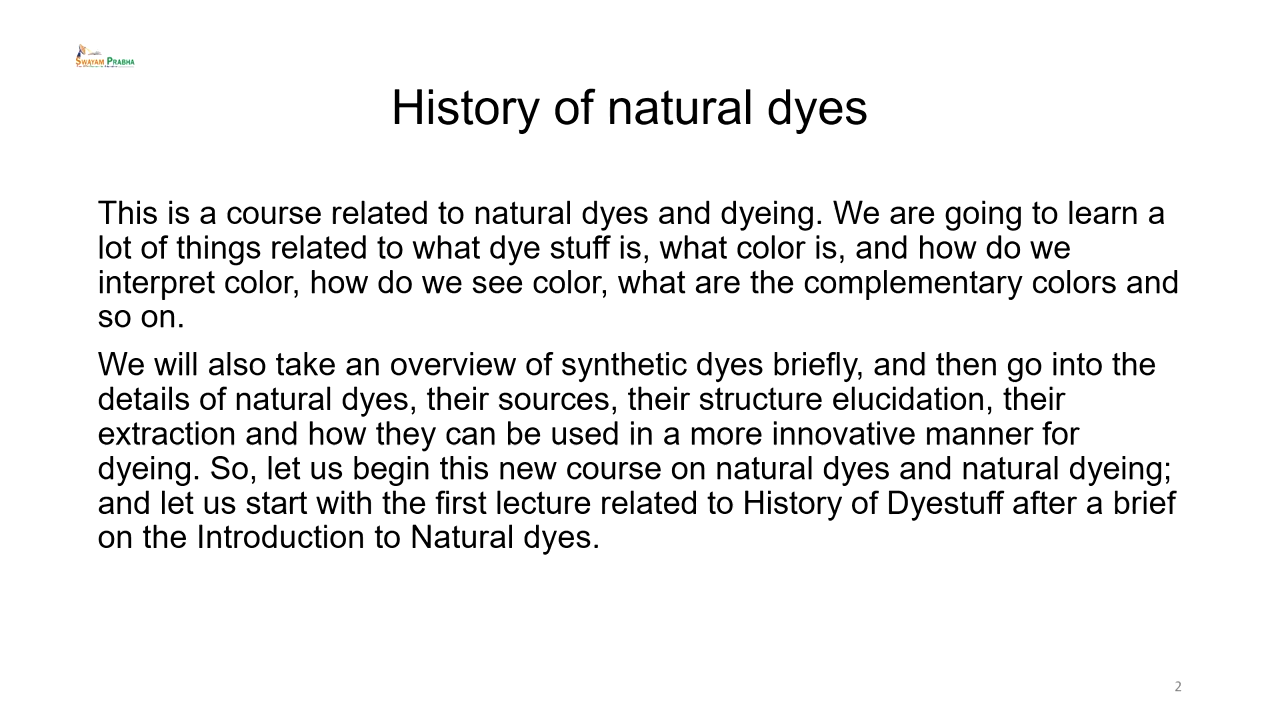 SWAYAM PRABHA
History of natural dyes
This is a course related to natural dyes and dyeing. We are going to learn a
lot of things related to what dye stuff is, what color is, and how do we
interpret color, how do we see color, what are the complementary colors and
so on.
We will also take an overview of synthetic dyes briefly, and then go into the
details of natural dyes, their sources, their structure elucidation, their
extraction and how they can be used in a more innovative manner for
dyeing. So, let us begin this new course on natural dyes and natural dyeing;
and let us start with the first lecture related to History of Dyestuff after a brief
on the Introduction to Natural dyes.
2